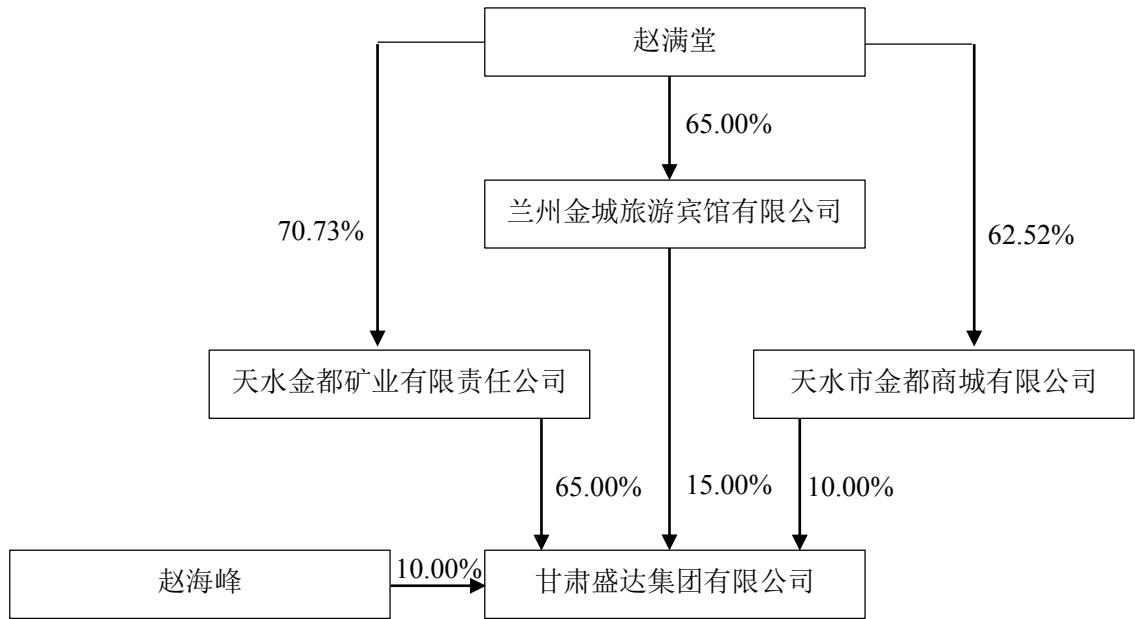 赵满堂
65.00%
兰州金城旅游宾馆有限公司
70.73%
62.52%
天水金都矿业有限责任公司
天水市金都商城有限公司
65.00%
15.00%
10.00%
赵海峰
10.00%
甘肃盛达集团有限公司